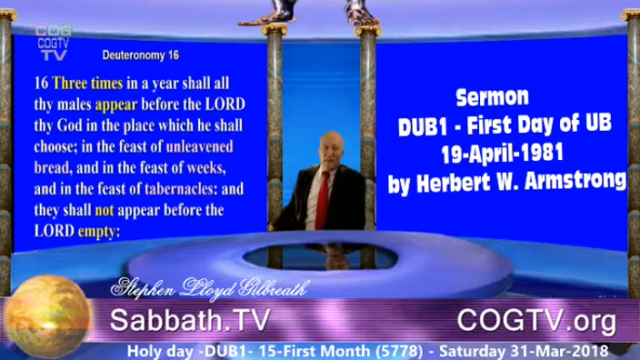 COG
COGTV
TV
Deuteronomy 16
16 Three times in a year shall all
thy males appear before the LORD
thy God in the place which he shall
choose; in the feast of unleavened
bread, and in the feast of weeks,
and in the feast of tabernacles: and
they shall not appear before the
LORD empty:
Sermon
DUB1 - First Day of UB
19-April-1981
by Herbert W. Armstrong
Stephen Lloyd Gilbreath
Sabbath.TV
COGTV.org
Holy day -DUB1- 15-First Month (5778) - Saturday 31-Mar-2018